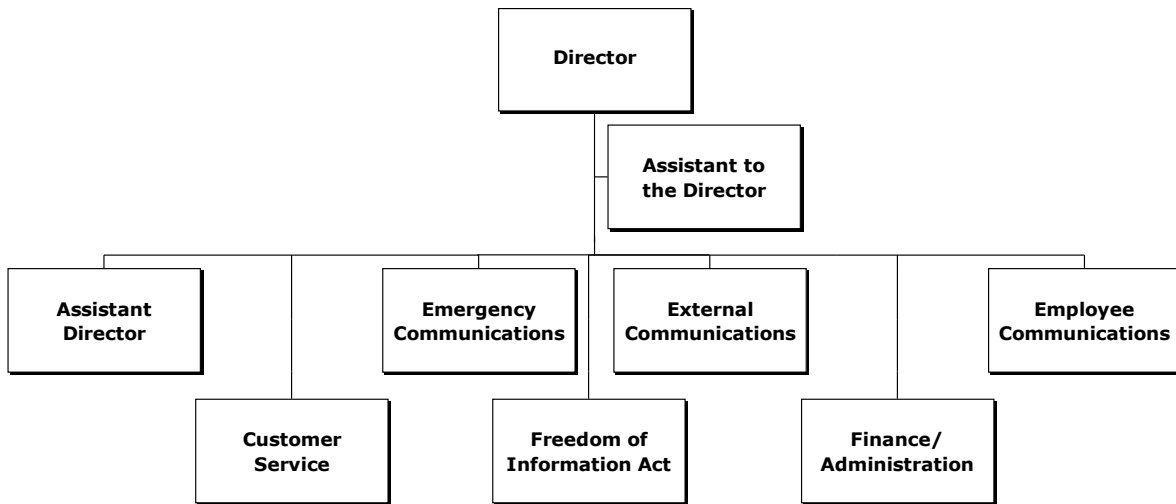 Director
Assistant to
the Director
Assistant
Director
Emergency
Communications
External
Communications
Employee
Communications
Customer
Service
Freedom of
Information Act
Finance/
Administration